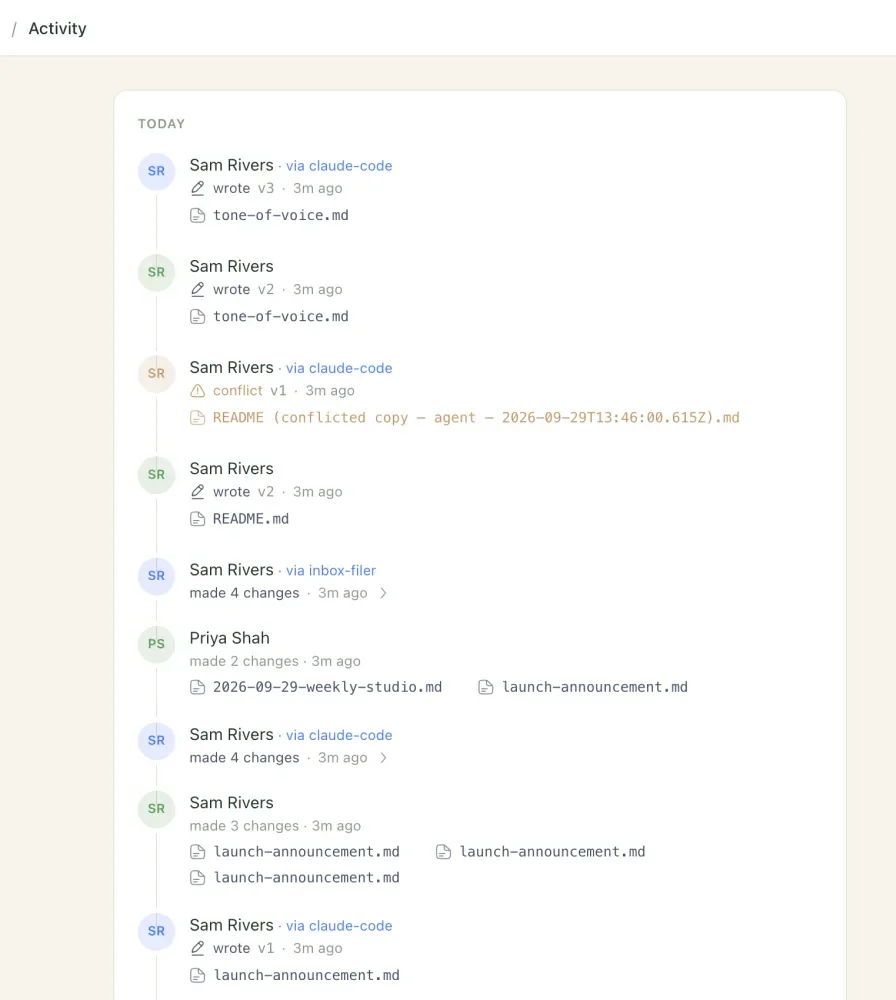 / Activity
TODAY
SR
Sam Rivers · via claude-code
wrote v3 · 3m ago
tone-of-voice.md
SR
Sam Rivers
wrote v2 · 3m ago
tone-of-voice.md
SR
Sam Rivers · via claude-code
conflict v1 · 3m ago
README (conflicted copy — agent — 2026-09-29T13:46:00.615Z).md
SR
Sam Rivers
wrote v2 · 3m ago
README.md
SR
Sam Rivers · via inbox-filer
made 4 changes · 3m ago >
PS
Priya Shah
made 2 changes · 3m ago
2026-09-29-weekly-studio.md launch-announcement.md
SR
Sam Rivers · via claude-code
made 4 changes · 3m ago >
SR
Sam Rivers
made 3 changes · 3m ago
launch-announcement.md launch-announcement.md
launch-announcement.md
SR
Sam Rivers · via claude-code
wrote v1 · 3m ago
launch-announcement.md